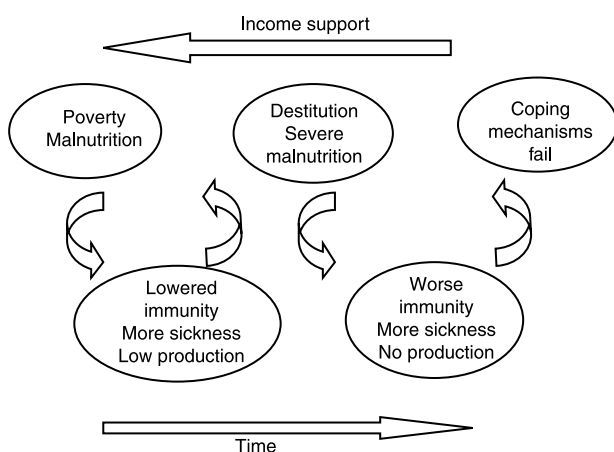 Income support
Poverty
Malnutrition
Destitution
Severe
malnutrition
Coping
mechanisms
fail
Lowered
immunity
More sickness
Low production
Worse
immunity
More sickness
No production
Time